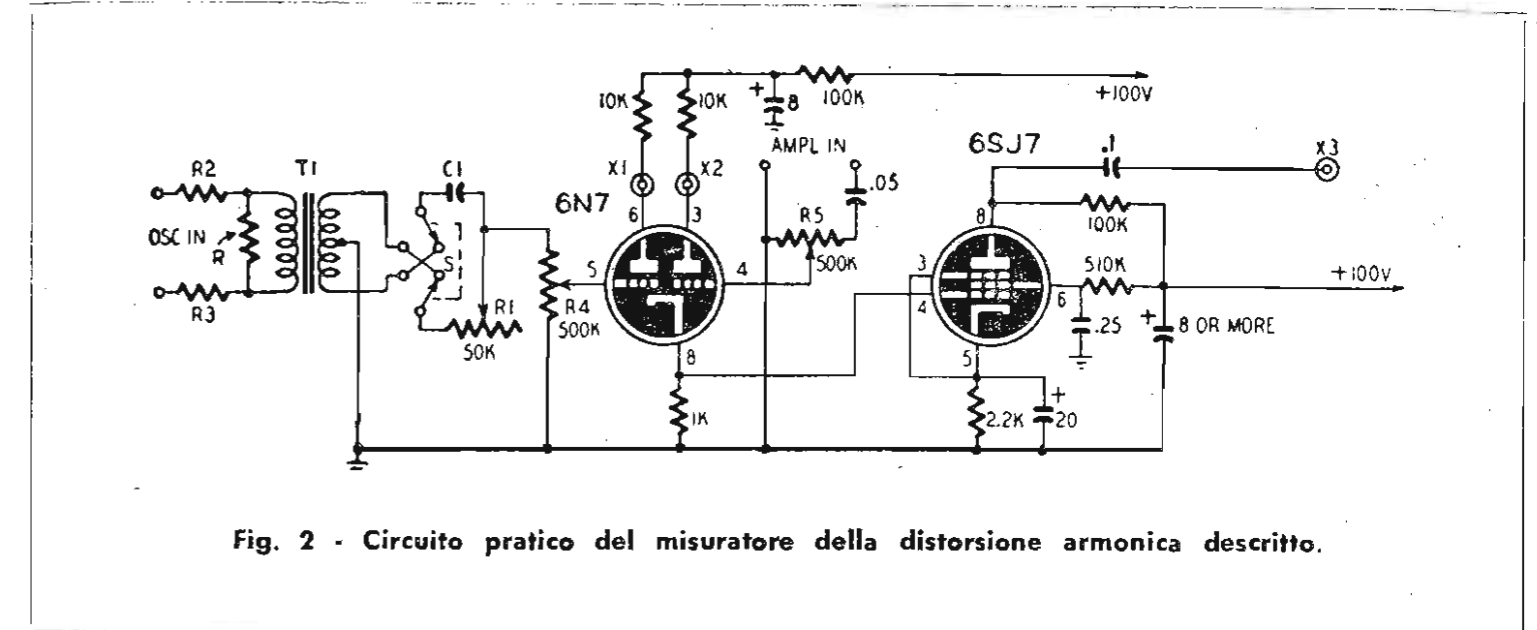 +100V
10K
10K
+
8
100K
AMPL IN
6SJ7
.1
X3
R2
T1
C1
X1
X2
.05
6N7
6
3
8
100K
OSC IN
R
S
5
4
R5
500K
3
510K
+100V
R3
R1
50K
R4
500K
4
6
.25
+
8 OR MORE
8
5
1K
2.2K
+
20
Fig. 2 - Circuito pratico del misuratore della distorsione armonica descritto.